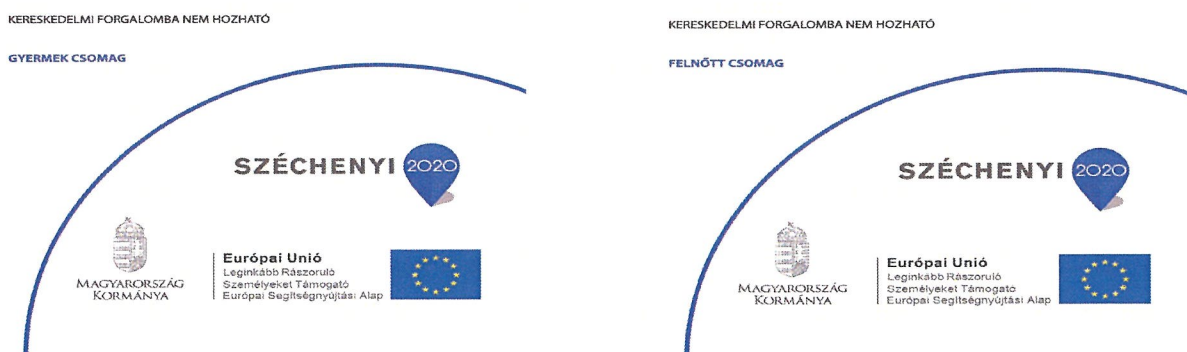 KERESKEDELMI FORGALOMBA NEM HOZHATÓ
GYERMEK CSOMAG
SZÉCHENYI 2020
MAGYARORSZÁG
KORMÁNYA
Európai Unió
Leginkább Rászoruló
Személyeket Támogató
Európai Segítségnyújtási Alap
KERESKEDELMI FORGALOMBA NEM HOZHATÓ
FELNŐTT CSOMAG
SZÉCHENYI 2020
MAGYARORSZÁG
KORMÁNYA
Európai Unió
Leginkább Rászoruló
Személyeket Támogató
Európai Segítségnyújtási Alap